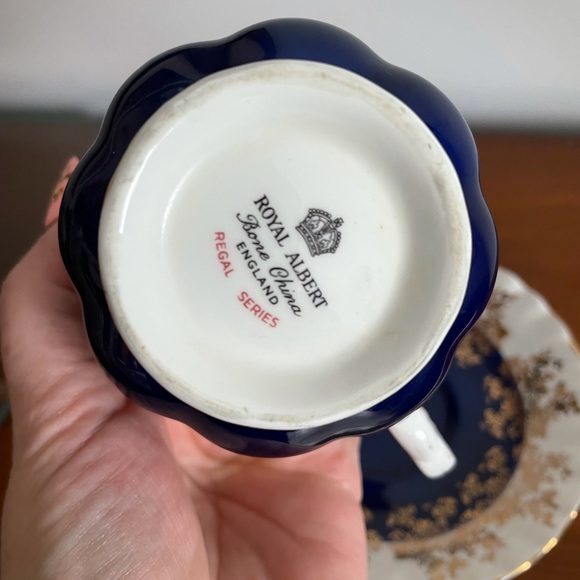 ROYAL ALBERT
Bone China
ENGLAND
REGAL SERIES